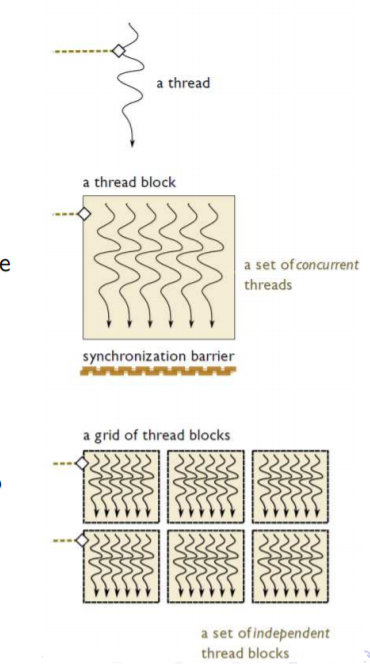 a thread
a thread block
e
a set of concurrent
threads
synchronization barrier
a grid of thread blocks
a set of independent
thread blocks